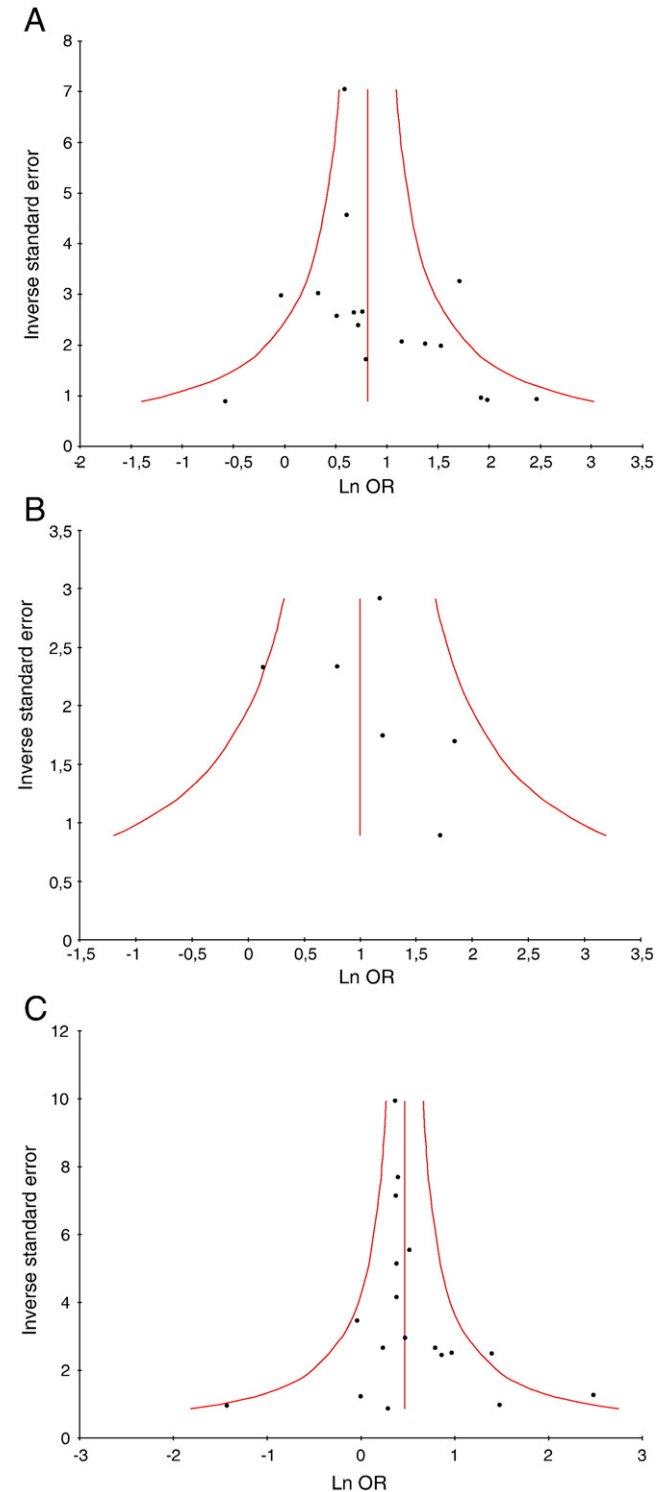 A
8
7
6
5
4
3
2
1
0
Inverse standard error
-2 -1,5 -1 -0,5 0 0,5 1 1,5 2 2,5 3 3,5
Ln OR
B
3,5
3
2,5
2
1,5
1
0,5
0
Inverse standard error
-1,5 -1 -0,5 0 0,5 1 1,5 2 2,5 3 3,5
Ln OR
C
12
10
8
6
4
2
0
Inverse standard error
-3 -2 -1 0 1 2 3
Ln OR